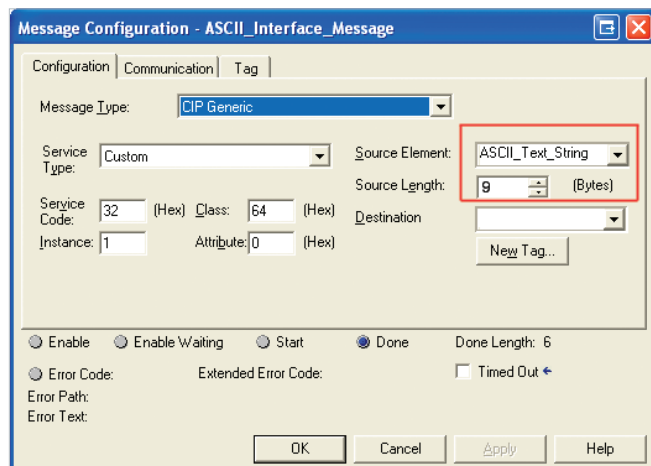 Message Configuration - ASCII_Interface_Message
Configuration Communication Tag
Message Type: CIP Generic
Service Type: Custom
Source Element: ASCII_Text_String
Source Length: 9 (Bytes)
Service Code: 32 (Hex) Class: 64 (Hex)
Destination
Instance: 1 Attribute: 0 (Hex)
New Tag...
Enable Enable Waiting Start Done Done Length: 6
Error Code: Extended Error Code: Timed Out
Error Path:
Error Text:
OK Cancel Apply Help